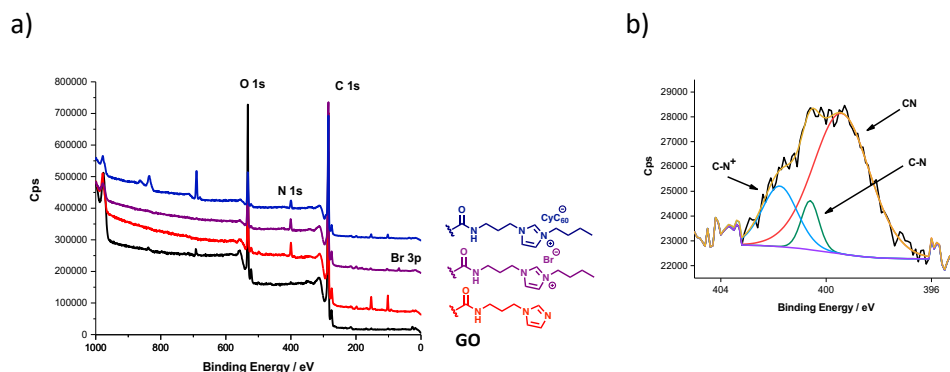 a)
b)
800000
700000
600000
500000
400000
300000
200000
100000
0
Cps
1000
800
600
400
200
0
Binding Energy / eV
O 1s
C 1s
N 1s
Br 3p
O
N
H
N
N
⊕
CyC60
⊖
O
N
H
N
N
⊕
Br
⊖
O
N
H
N
N
GO
29000
28000
27000
26000
25000
24000
23000
22000
Cps
404
400
396
Binding Energy / eV
CN
C-N+
C-N